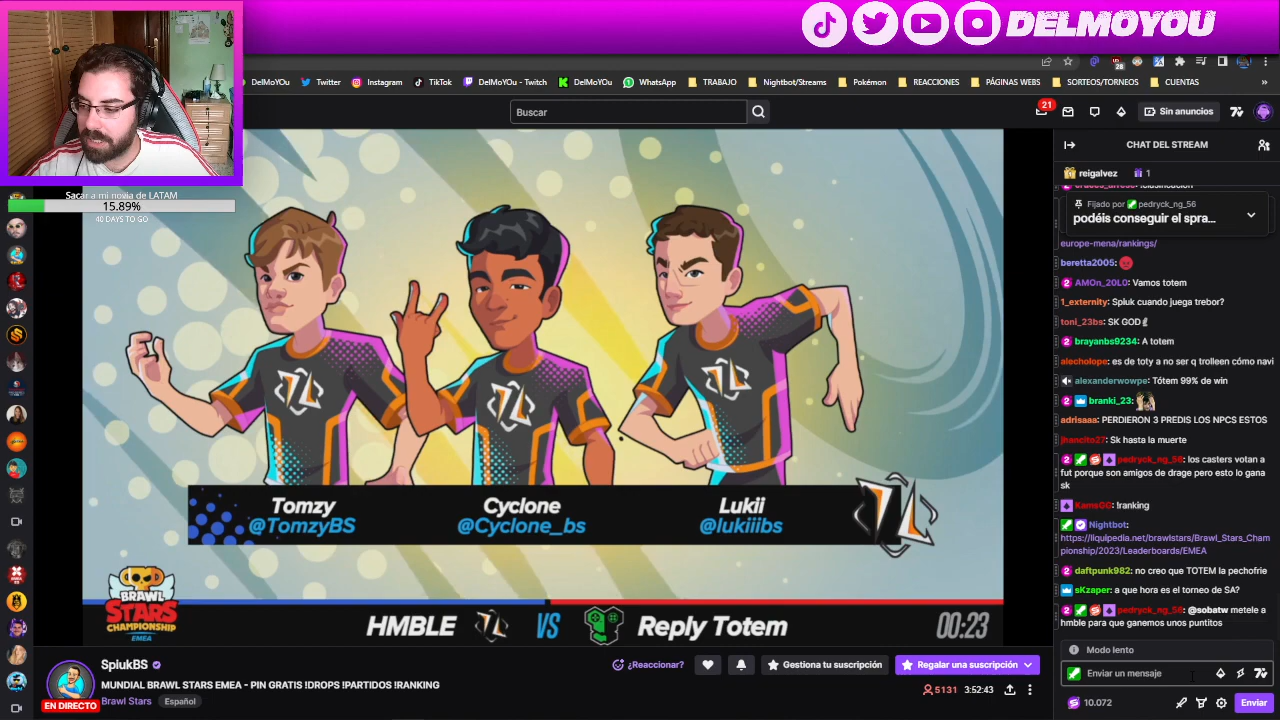 DELMOYOU
DelMoYOu
Twitter
Instagram
TikTok
DelMoYOu - Twitch
DelMoYOu
WhatsApp
TRABAJO
Nightbot/Streams
Pokémon
REACCIONES
PÁGINAS WEB
SORTEOS/TORNEOS
CUENTAS
28
Buscar
21
Sin anuncios
Sacar a mi novia de LATAM
15.89%
40 DAYS TO GO
CHAT DEL STREAM
reigalvez 1
Fijado por pedryck_ng_56
podéis conseguir el spra...
europe-mena/rankings/
beretta2005:
AMOn_20L0: Vamos totem
1_externity: Spiuk cuando juega trebor?
toni_23bs: SK GOD
brayanbs9234: A totem
alecholope: es de toty a no ser q trolleen cómo navi
alexanderwowpe: Tótem 99% de win
branki_23:
adrisaaa: PERDIERON 3 PREDIS LOS NPCS ESTOS
jhancito27: Sk hasta la muerte
pedryck_ng_56: los casters votan a
fut porque son amigos de drage pero esto lo gana
sk
KamsGD: !ranking
Nightbot:
https://liquipedia.net/brawlstars/Brawl_Stars_Cham
pionship/2023/Leaderboards/EMEA
daftpunk982: no creo que TOTEM la pechofrie
sKzaper: a que hora es el torneo de SA?
pedryck_ng_56: @sobatw metele a
hmble para que ganemos unos puntitos
Modo lento
Enviar un mensaje
10.072
Enviar
Tomzy
@TomzyBS
Cyclone
@Cyclone_bs
Lukii
@lukiiibs
BRAWL
STARS
CHAMPIONSHIP
EMEA
HMBLE VS Reply Totem 00:23
SpiukBS
¿Reaccionar?
Gestiona tu suscripción
Regalar una suscripción
MUNDIAL BRAWL STARS EMEA - PIN GRATIS !DROPS !PARTIDOS !RANKING
EN DIRECTO
Brawl Stars
Español
5131
3:52:43